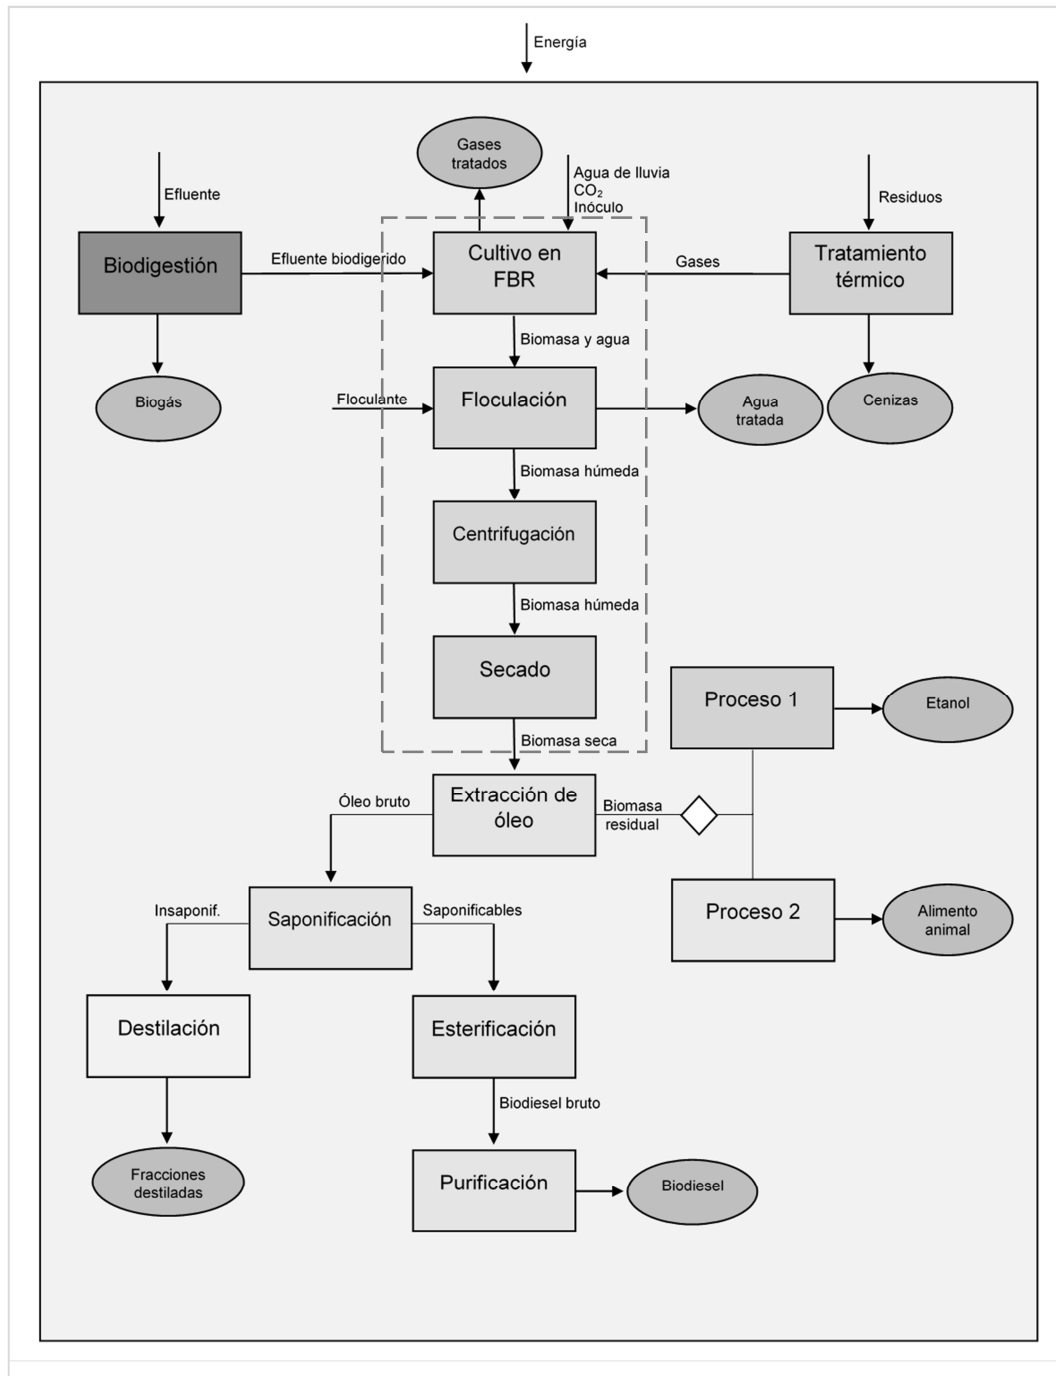 Energía
Gases
tratados
Agua de lluvia
CO₂
Inóculo
Efluente
Residuos
Biodigestión
Efluente biodigerido
Cultivo en
FBR
Gases
Tratamiento
térmico
Biomasa y agua
Biogás
Floculante
Floculación
Agua
tratada
Cenizas
Biomasa húmeda
Centrifugación
Biomasa húmeda
Secado
Proceso 1
Etanol
Biomasa seca
Óleo bruto
Extracción de
óleo
Biomasa
residual
Insaponif.
Saponificación
Saponificables
Proceso 2
Alimento
animal
Destilación
Esterificación
Biodiesel bruto
Fracciones
destiladas
Purificación
Biodiesel